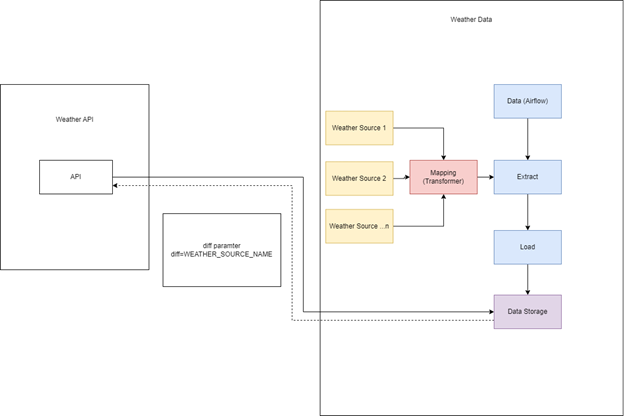 Weather Data
Weather API
Data (Airflow)
Weather Source 1
Mapping
(Transformer)
Weather Source 2
API
Extract
Weather Source ...n
diff paramter
diff=WEATHER_SOURCE_NAME
Load
Data Storage